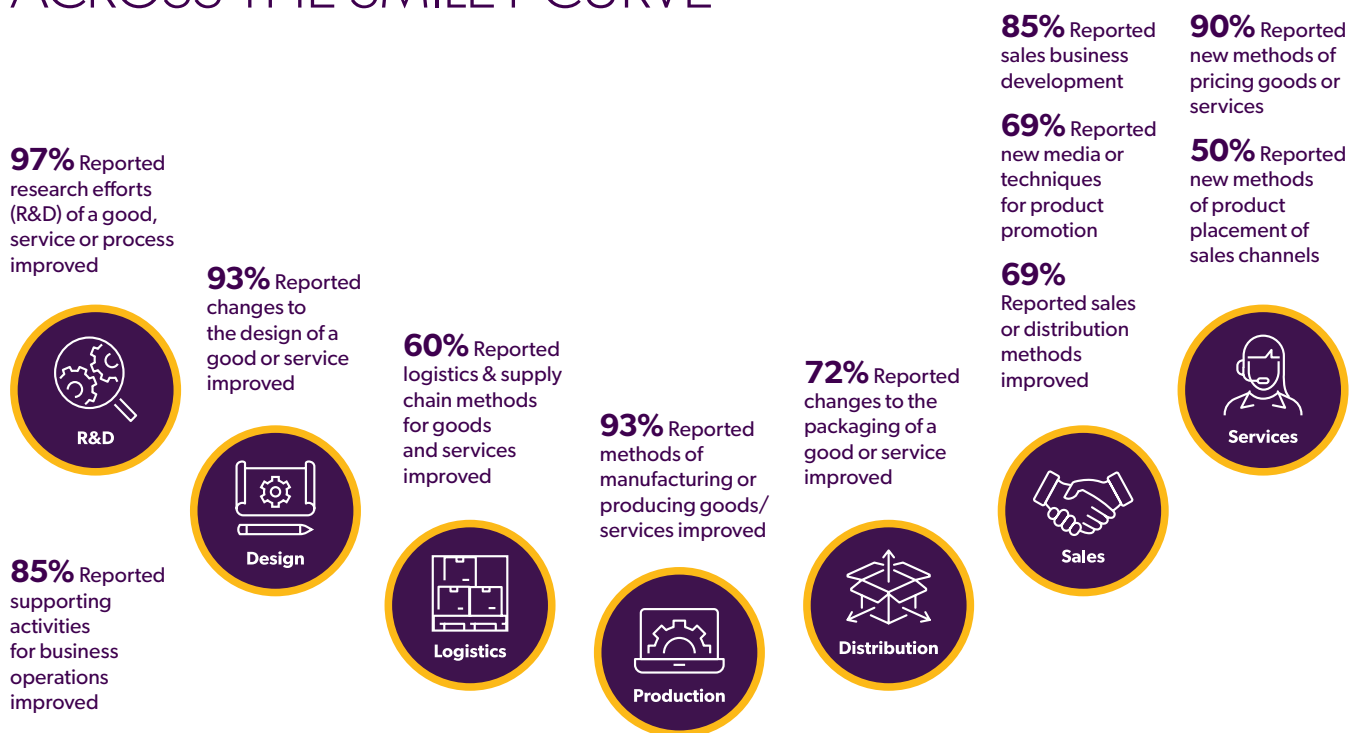 ACROSS THE SMILEY CURVE
97% Reported
research efforts
(R&D) of a good,
service or process
improved
R&D
85% Reported
supporting
activities
for business
operations
improved
93% Reported
changes to
the design of a
good or service
improved
Design
60% Reported
logistics & supply
chain methods
for goods
and services
improved
Logistics
93% Reported
methods of
manufacturing or
producing goods/
services improved
Production
72% Reported
changes to the
packaging of a
good or service
improved
Distribution
85% Reported
sales business
development
69% Reported
new media or
techniques
for product
promotion
69%
Reported sales
or distribution
methods
improved
Sales
90% Reported
new methods of
pricing goods or
services
50% Reported
new methods
of product
placement of
sales channels
Services